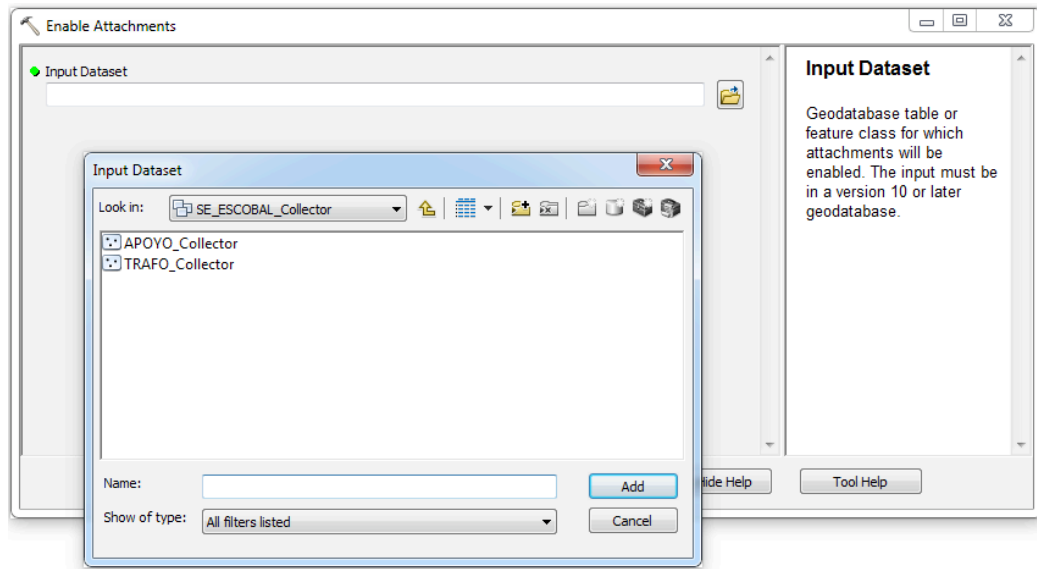 Enable Attachments
Input Dataset
Input Dataset
Geodatabase table or
feature class for which
attachments will be
enabled. The input must be
in a version 10 or later
geodatabase.
Input Dataset
Look in: SE_ESCOBAL_Collector
APOYO_Collector
TRAFO_Collector
Name: Add
Show of type: All filters listed Cancel
Hide Help Tool Help